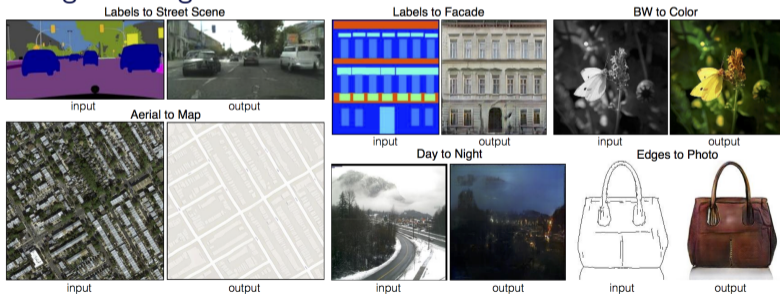 Labels to Street Scene
input
output
Aerial to Map
input
output
Labels to Facade
input
output
BW to Color
input
output
Day to Night
input
output
Edges to Photo
input
output